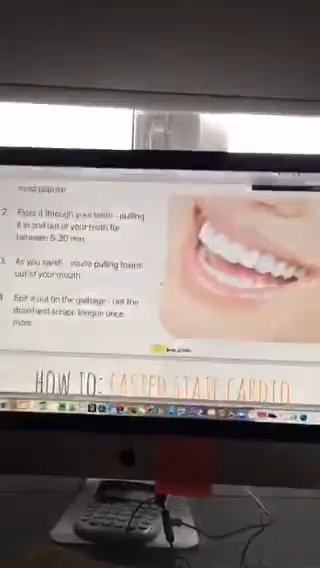 most popular
2. Floss it through your teeth - pulling
it in and out of your teeth for
between 5-20 min.
3. As you swish - you're pulling toxins
out of your mouth
4. Spit it out (in the garbage - not the
drain) and scrape tongue once
more
HOW TO: FASTED STATE CARDIO